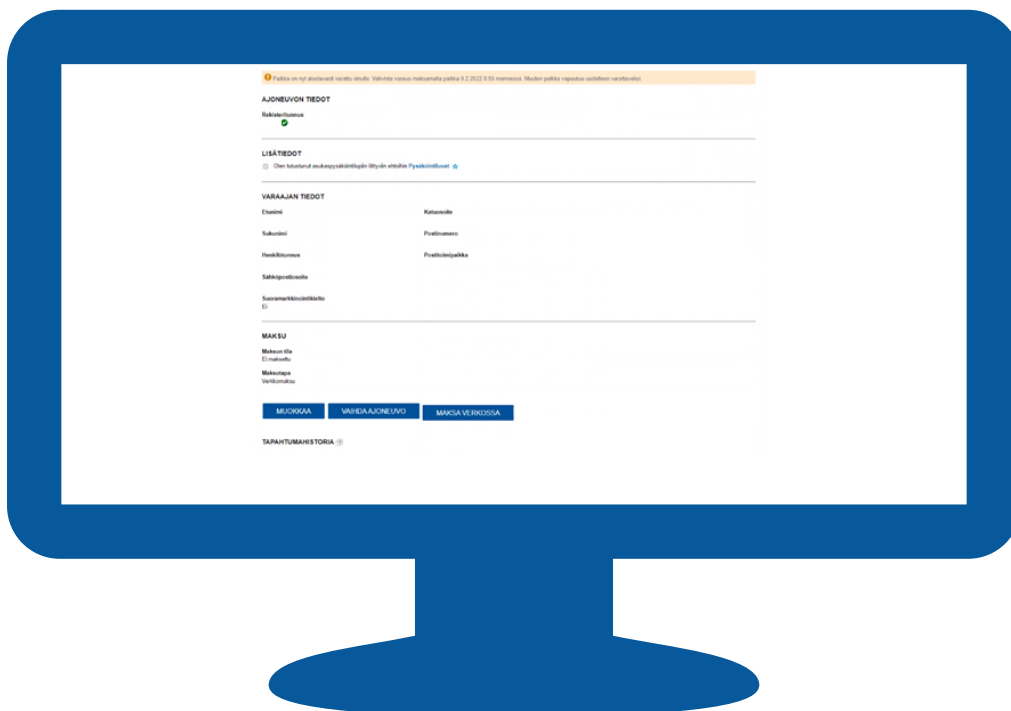 Paikka on nyt alustavasti varattu sinulle. Vahvista varaus maksamalla paikka 9.2.2022 mennessä. Muuten paikka vapautuu uudelleen varattavaksi.
AJONEUVON TIEDOT
Rekisteritunnus
LISÄTIEDOT
Olen tutustunut asukaspysäköintilupiin liittyviin ehtoihin Pysäköintiluvat
VARAAJAN TIEDOT
Etunimi Katuosoite
Sukunimi Postinumero
Henkilötunnus Postitoimipaikka
Sähköpostiosoite
Suoramarkkinointikielto
Ei
MAKSU
Maksun tila
Ei maksettu
Maksutapa
Verkkomaksu
MUOKKAA VAIHDA AJONEUVO MAKSA VERKOSSA
TAPAHTUMAHISTORIA